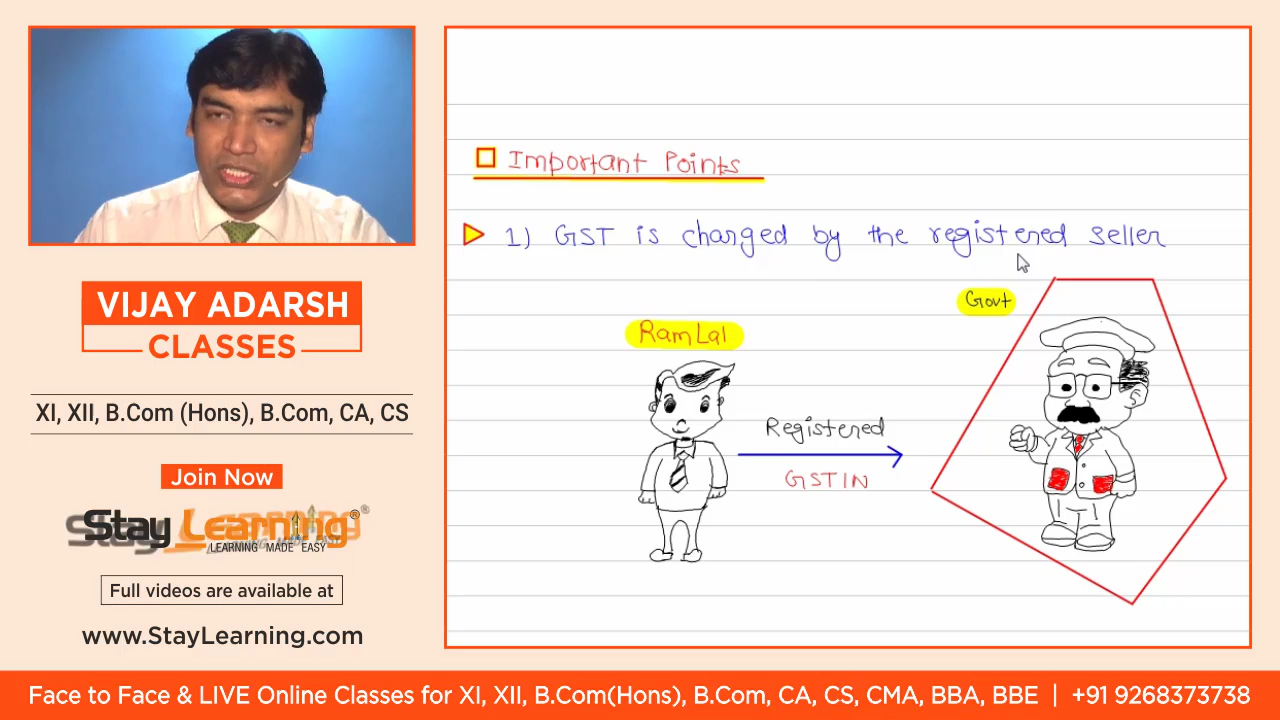 VIJAY ADARSH
CLASSES
XI, XII, B.Com (Hons), B.Com, CA, CS
Join Now
Stay Learning®
LEARNING MADE EASY
Full videos are available at
www.StayLearning.com
Important Points
1) GST is charged by the registered seller
Govt
RamLal
Registered
GSTIN
Face to Face & LIVE Online Classes for XI, XII, B.Com(Hons), B.Com, CA, CS, CMA, BBA, BBE | +91 9268373738